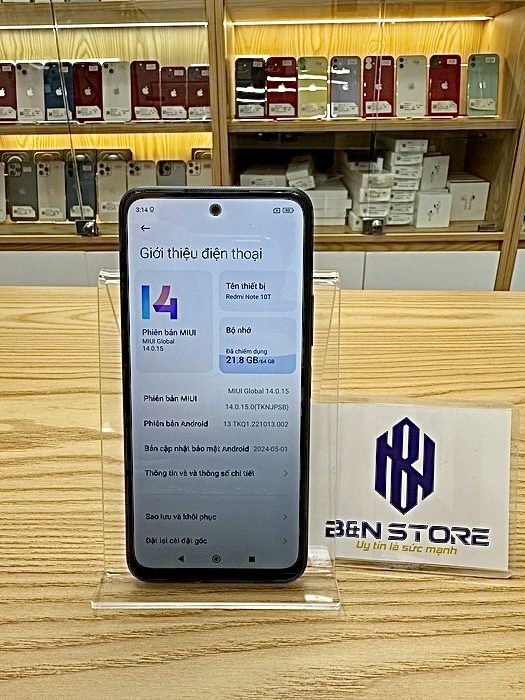 3:14
Giới thiệu điện thoại
14
Phiên bản MIUI
MIUI Global
14.0.15
Tên thiết bị
Redmi Note 10T
Bộ nhớ
Đã chiếm dụng
21.8 GB/64 GB
Phiên bản MIUI
MIUI Global 14.0.15
14.0.15.0(TKNJPSB)
Phiên bản Android
13 TKQ1.221013.002
Bản cập nhật bảo mật Android
2024-05-01
Thông tin và và thông số chi tiết
Sao lưu và khôi phục
Đặt lại cài đặt gốc
B&N STORE
Uy tín là sức mạnh